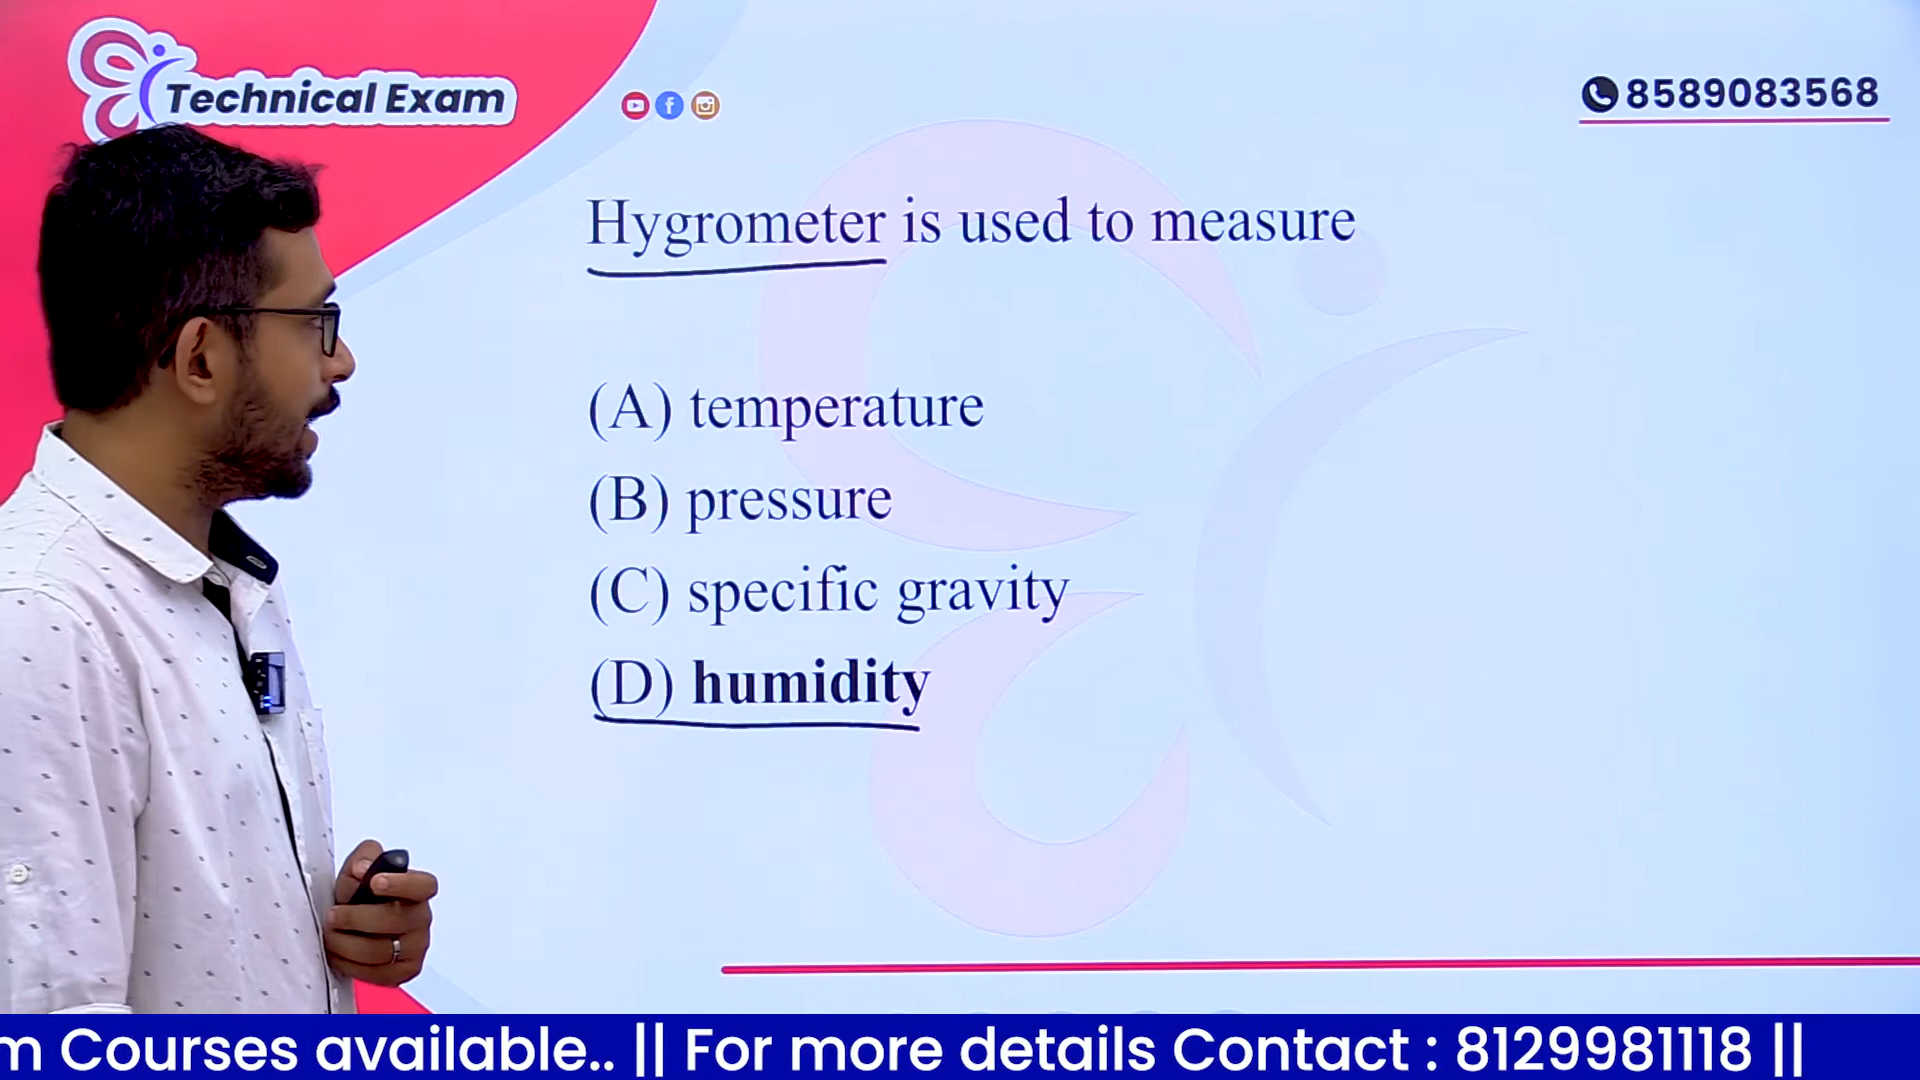 Technical Exam
8589083568
Hygrometer is used to measure
(A) temperature
(B) pressure
(C) specific gravity
(D) humidity
m Courses available.. || For more details Contact : 8129981118 ||